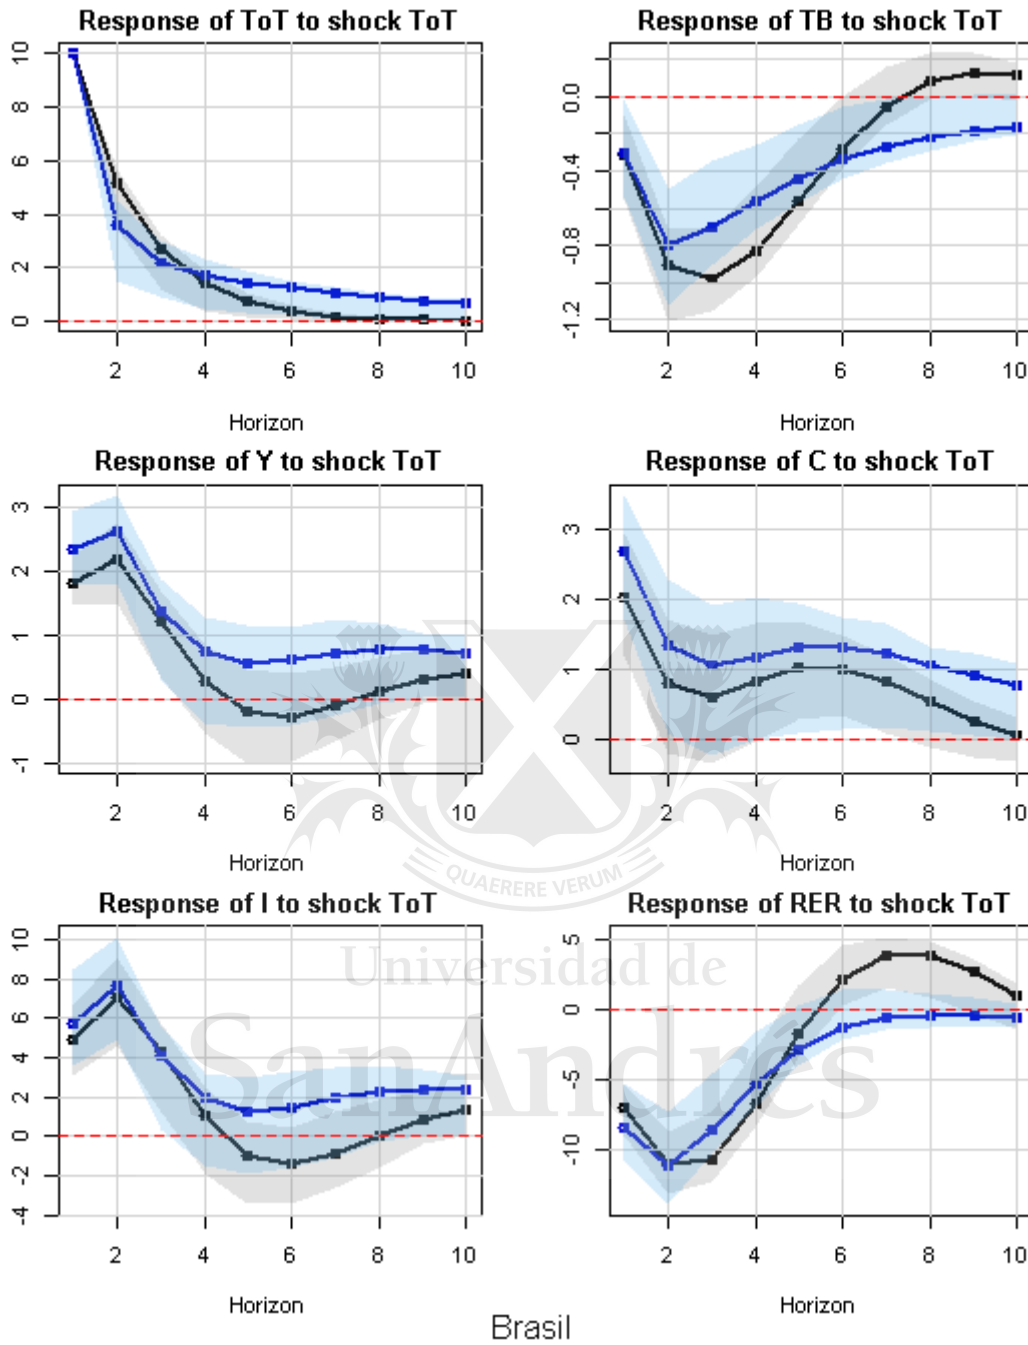 Response of ToT to shock ToT
Response of TB to shock ToT
10
8
6
4
2
0
0.0
-0.4
-0.8
-1.2
2 4 6 8 10
2 4 6 8 10
Horizon
Horizon
Response of Y to shock ToT
Response of C to shock ToT
3
2
1
0
-1
3
2
1
0
2 4 6 8 10
2 4 6 8 10
Horizon
Horizon
QUAERERE VERUM
Response of I to shock ToT
Response of RER to shock ToT
10
8
6
4
2
0
-2
-4
5
0
-5
-10
Universidad de
SanAndrés
2 4 6 8 10
2 4 6 8 10
Horizon
Horizon
Brasil